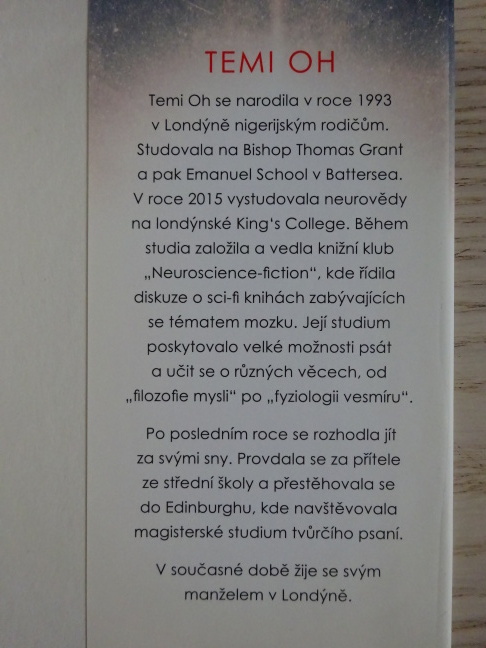 TEMI OH
Temi Oh se narodila v roce 1993
v Londýně nigerijským rodičům.
Studovala na Bishop Thomas Grant
a pak Emanuel School v Battersea.
V roce 2015 vystudovala neurovědy
na londýnské King‘s College. Během
studia založila a vedla knižní klub
„Neuroscience-fiction“, kde řídila
diskuze o sci-fi knihách zabývajících
se tématem mozku. Její studium
poskytovalo velké možnosti psát
a učit se o různých věcech, od
„filozofie mysli“ po „fyziologii vesmíru“.
Po posledním roce se rozhodla jít
za svými sny. Provdala se za přítele
ze střední školy a přestěhovala se
do Edinburghu, kde navštěvovala
magisterské studium tvůrčího psaní.
V současné době žije se svým
manželem v Londýně.